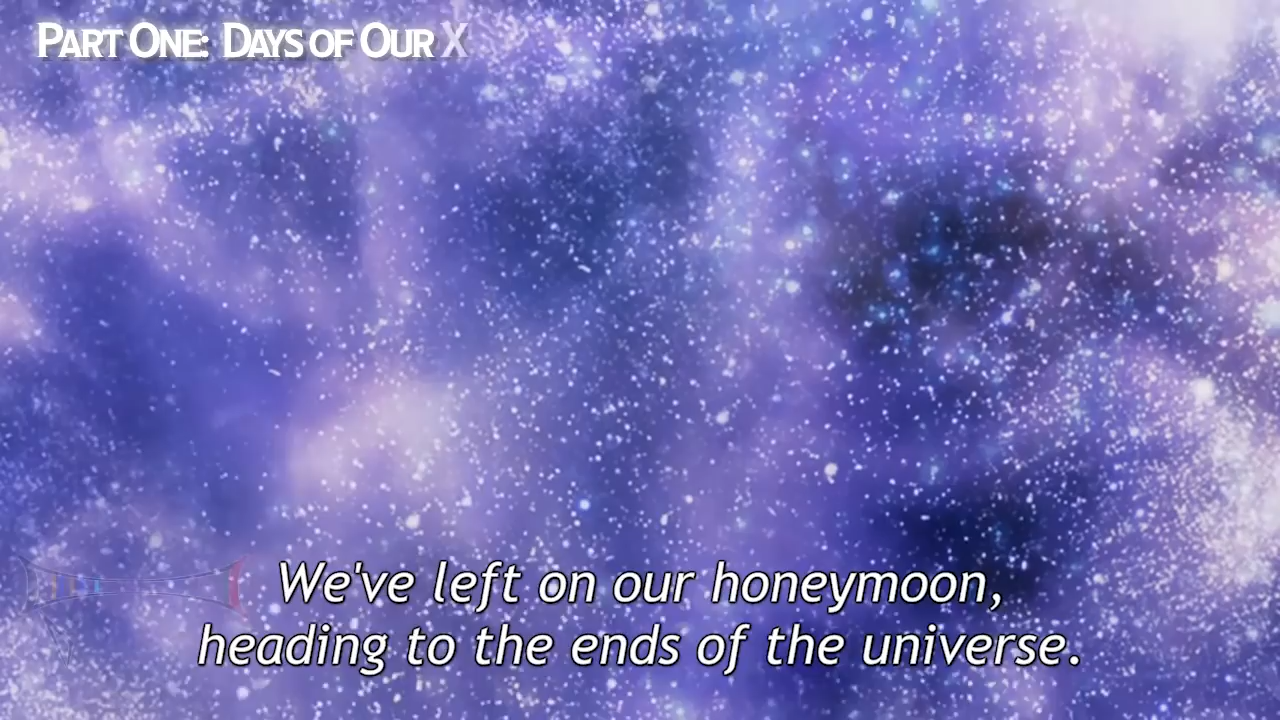 PART ONE: DAYS OF OUR X
We've left on our honeymoon,
heading to the ends of the universe.